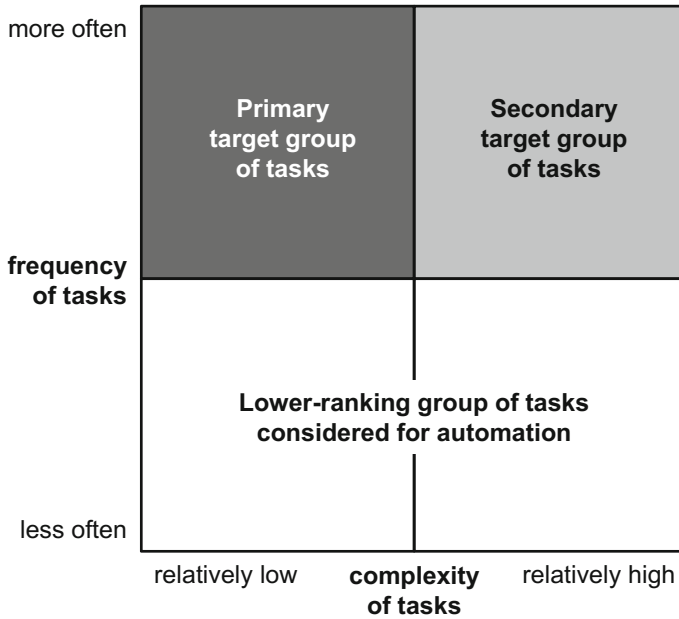 more often
Primary
target group
of tasks
Secondary
target group
of tasks
frequency
of tasks
Lower-ranking group of tasks
considered for automation
less often
relatively low
complexity
of tasks
relatively high